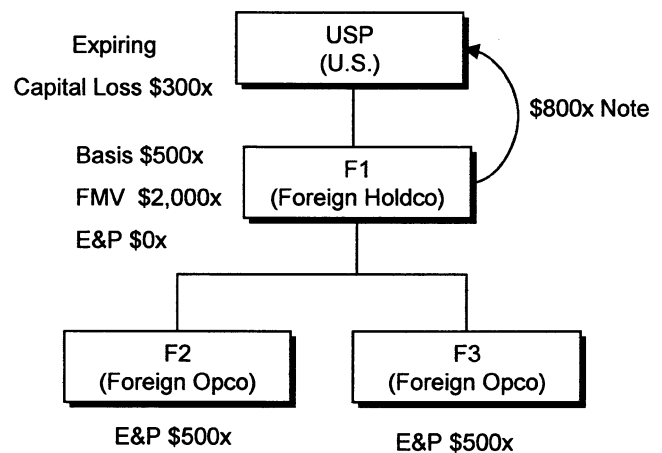 USP
(U.S.)
Expiring
Capital Loss $300x
$800x Note
Basis $500x
FMV $2,000x
E&P $0x
F1
(Foreign Holdco)
F2
(Foreign Opco)
F3
(Foreign Opco)
E&P $500x
E&P $500x